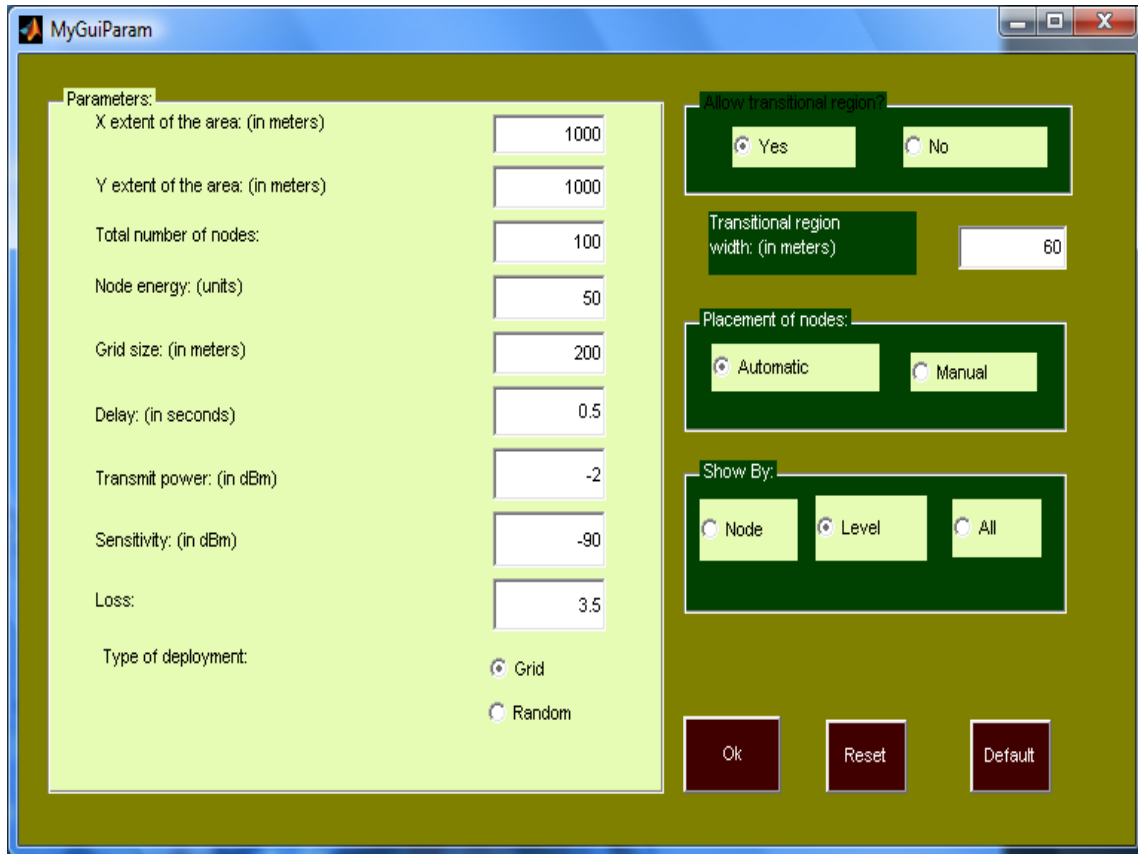 MyGuiParam
Parameters:
X extent of the area: (in meters)
1000
Y extent of the area: (in meters)
1000
Total number of nodes:
100
Node energy: (units)
50
Grid size: (in meters)
200
Delay: (in seconds)
0.5
Transmit power: (in dBm)
-2
Sensitivity: (in dBm)
-90
Loss:
3.5
Type of deployment:
Grid
Random
Allow transitional region?
Yes
No
Transitional region
width: (in meters)
60
Placement of nodes:
Automatic
Manual
Show By:
Node
Level
All
Ok
Reset
Default